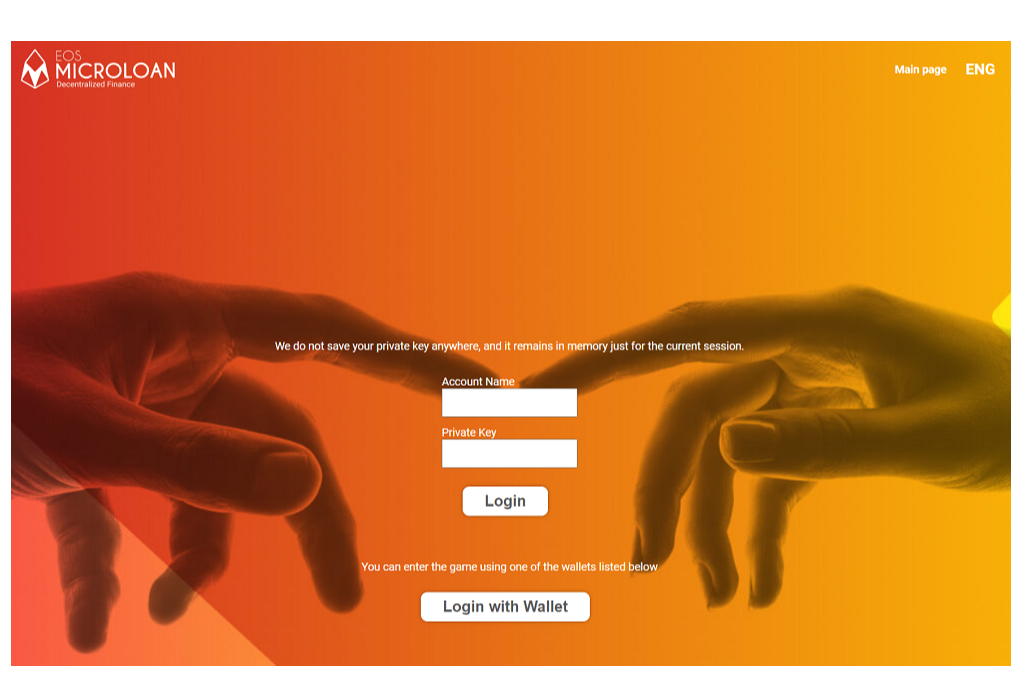 EOS
MICROLOAN
Decentralized Finance
Main page ENG
We do not save your private key anywhere, and it remains in memory just for the current session.
Account Name
Private Key
Login
You can enter the game using one of the wallets listed below
Login with Wallet